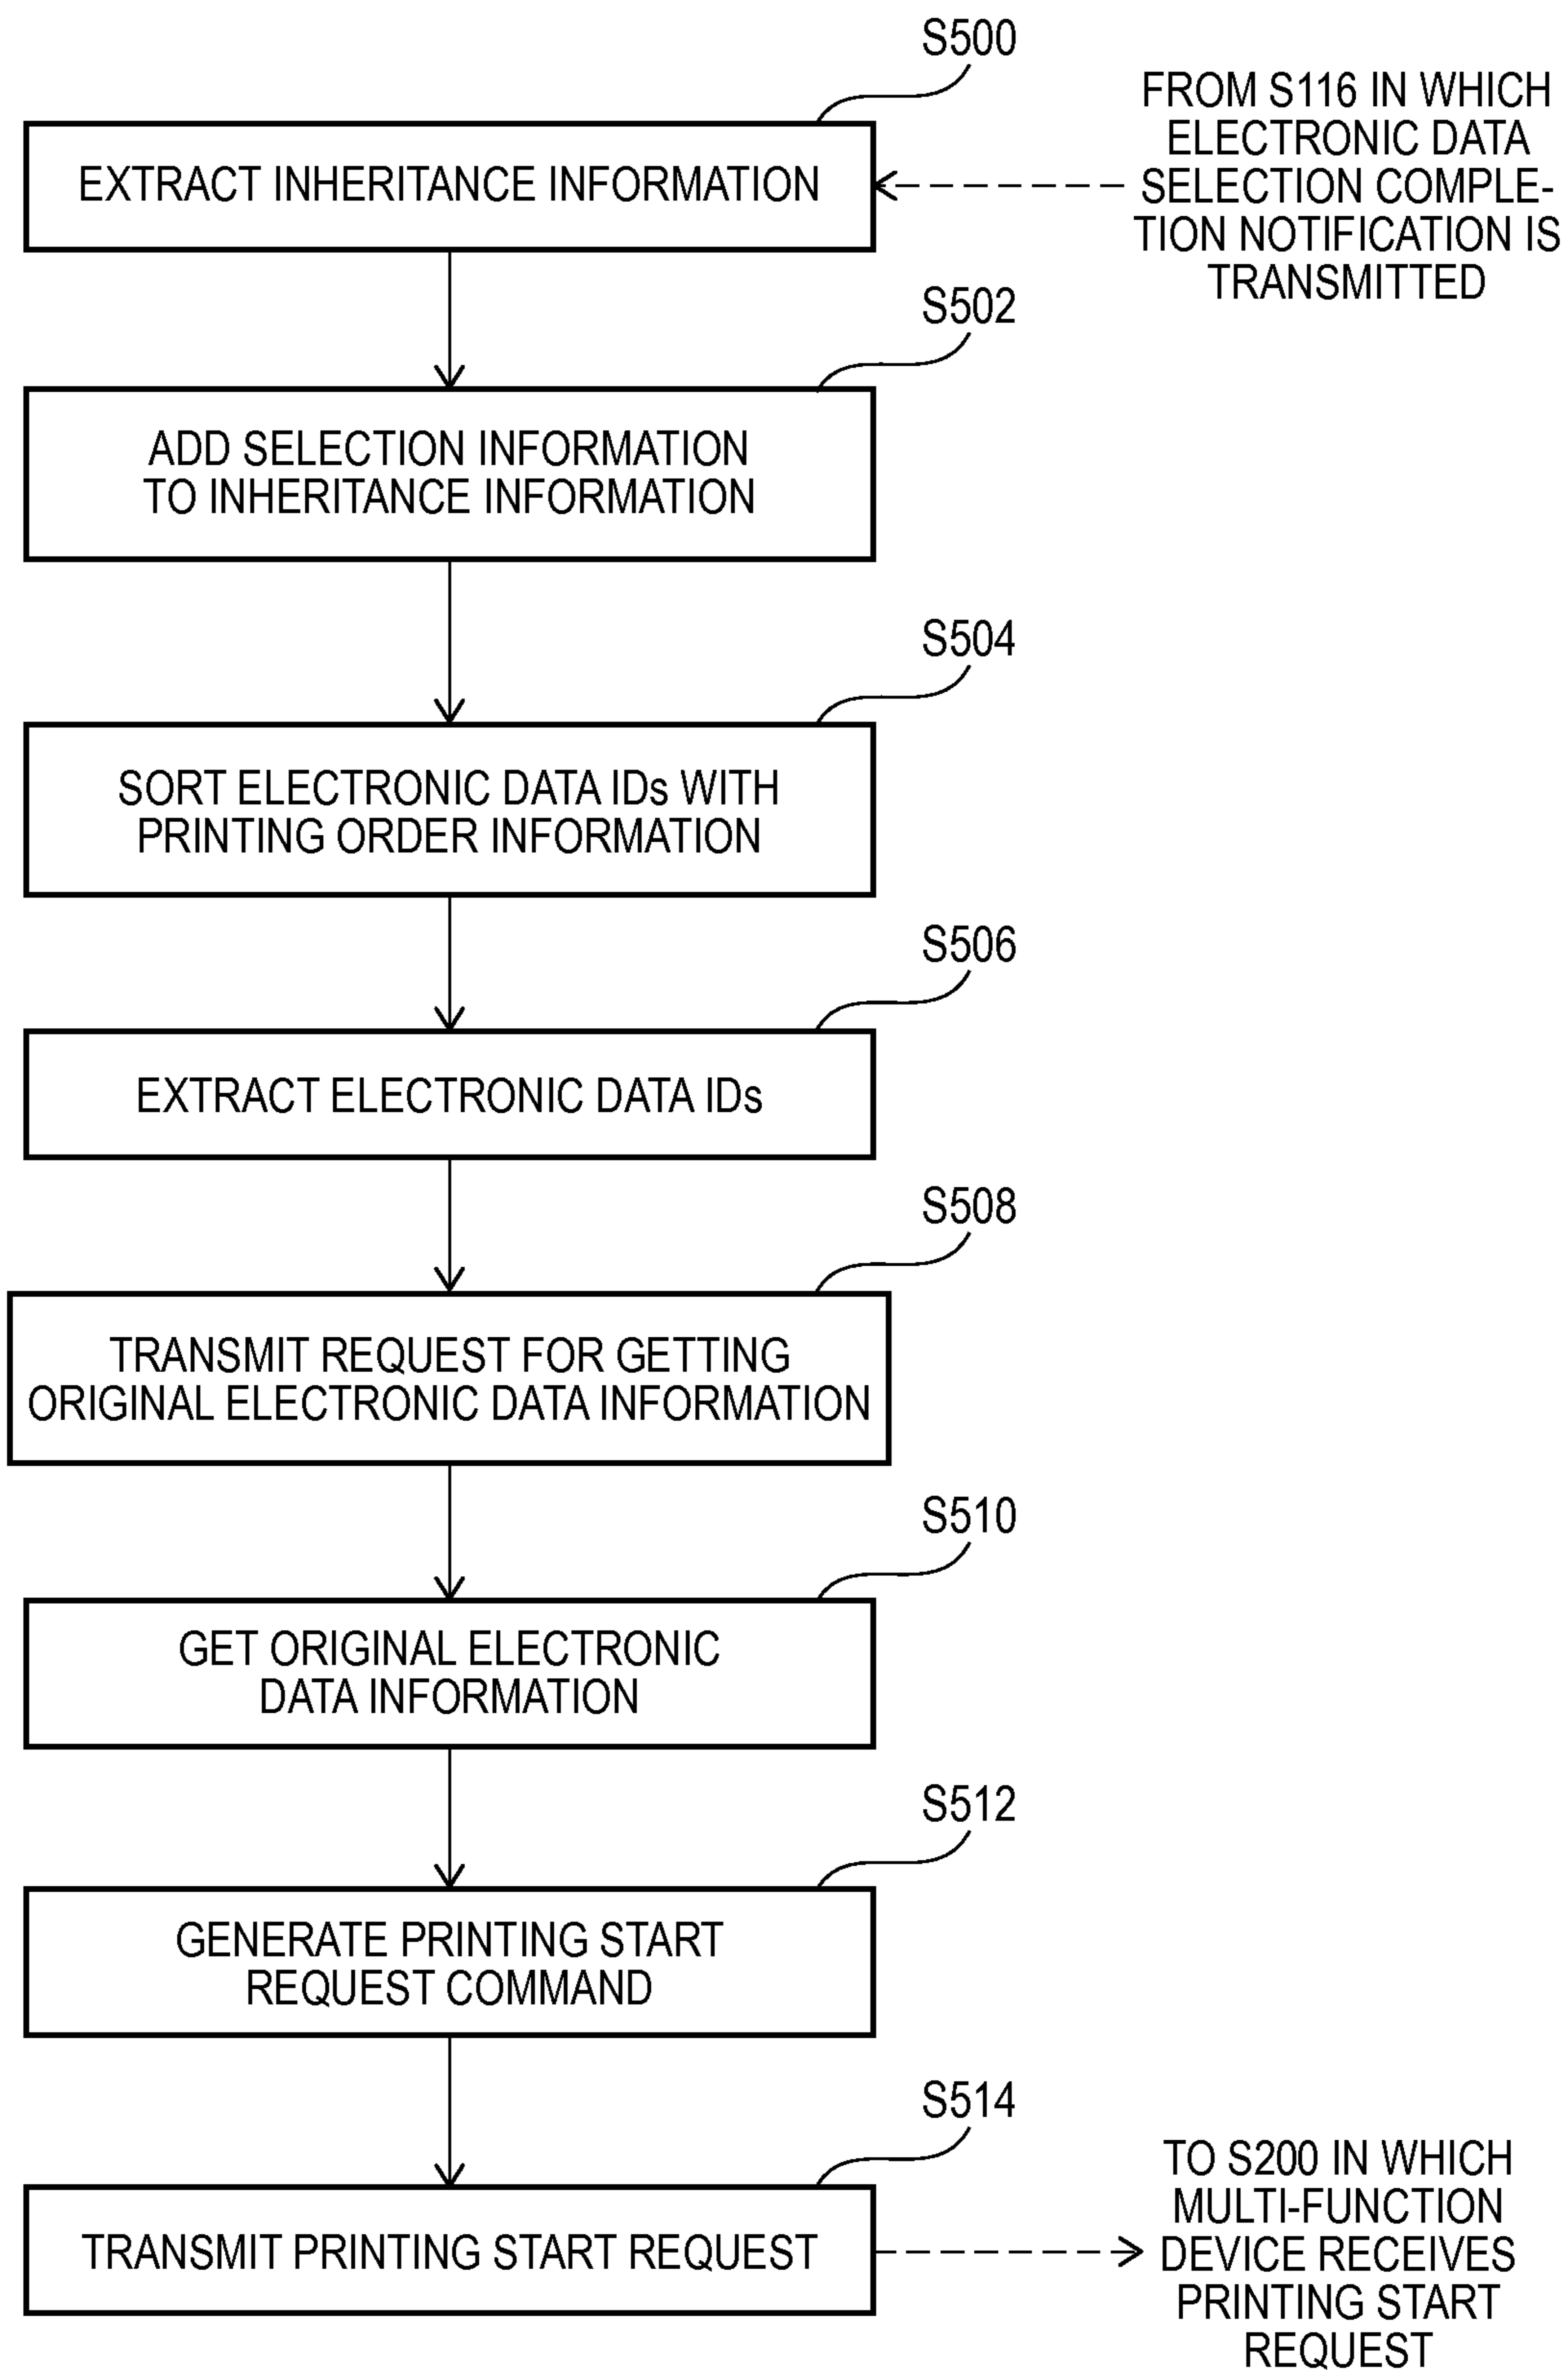 S500
FROM S116 IN WHICH
ELECTRONIC DATA
SELECTION COMPLE-
TION NOTIFICATION IS
TRANSMITTED
EXTRACT INHERITANCE INFORMATION
S502
ADD SELECTION INFORMATION
TO INHERITANCE INFORMATION
S504
SORT ELECTRONIC DATA IDs WITH
PRINTING ORDER INFORMATION
S506
EXTRACT ELECTRONIC DATA IDs
S508
TRANSMIT REQUEST FOR GETTING
ORIGINAL ELECTRONIC DATA INFORMATION
S510
GET ORIGINAL ELECTRONIC
DATA INFORMATION
S512
GENERATE PRINTING START
REQUEST COMMAND
S514
TRANSMIT PRINTING START REQUEST
TO S200 IN WHICH
MULTI-FUNCTION
DEVICE RECEIVES
PRINTING START
REQUEST